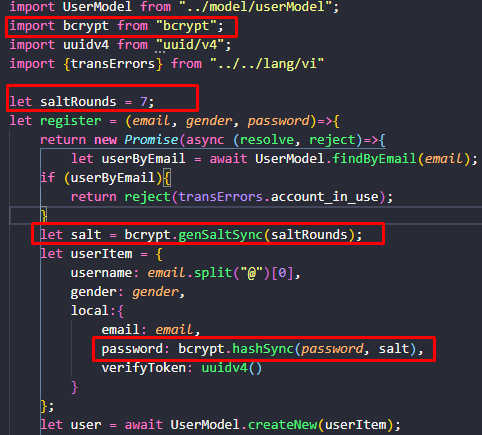 import UserModel from "../model/userModel";
import bcrypt from "bcrypt";
import uuidv4 from "uuid/v4";
import {transErrors} from "../../lang/vi"
let saltRounds = 7;
let register = (email, gender, password)=>{
return new Promise(async (resolve, reject)=>{
let userByEmail = await UserModel.findByEmail(email);
if (userByEmail){
return reject(transErrors.account_in_use);
}
let salt = bcrypt.genSaltSync(saltRounds);
let userItem = {
username: email.split("@")[0],
gender: gender,
local:{
email: email,
password: bcrypt.hashSync(password, salt),
verifyToken: uuidv4()
}
};
let user = await UserModel.createNew(userItem);